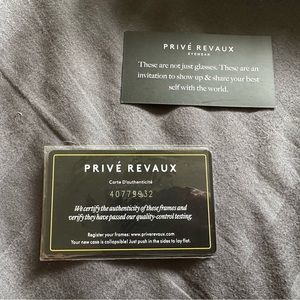 PRIVÉ REVAUX
EYEWEAR
These are not just glasses. These are an
invitation to show up & share your best
self with the world.
PRIVÉ REVAUX
Carte D'authenticité
40779932
We certify the authenticity of these frames and
verify they have passed our quality-control testing.
Register your frames: www.priverevaux.com
Your new case is collapsible! Just push in the sides to lay flat.